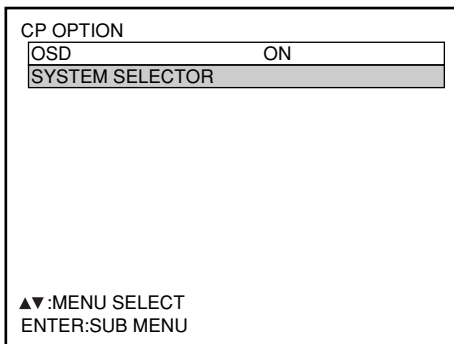 CP OPTION
OSD ON
SYSTEM SELECTOR
▲▼:MENU SELECT
ENTER:SUB MENU